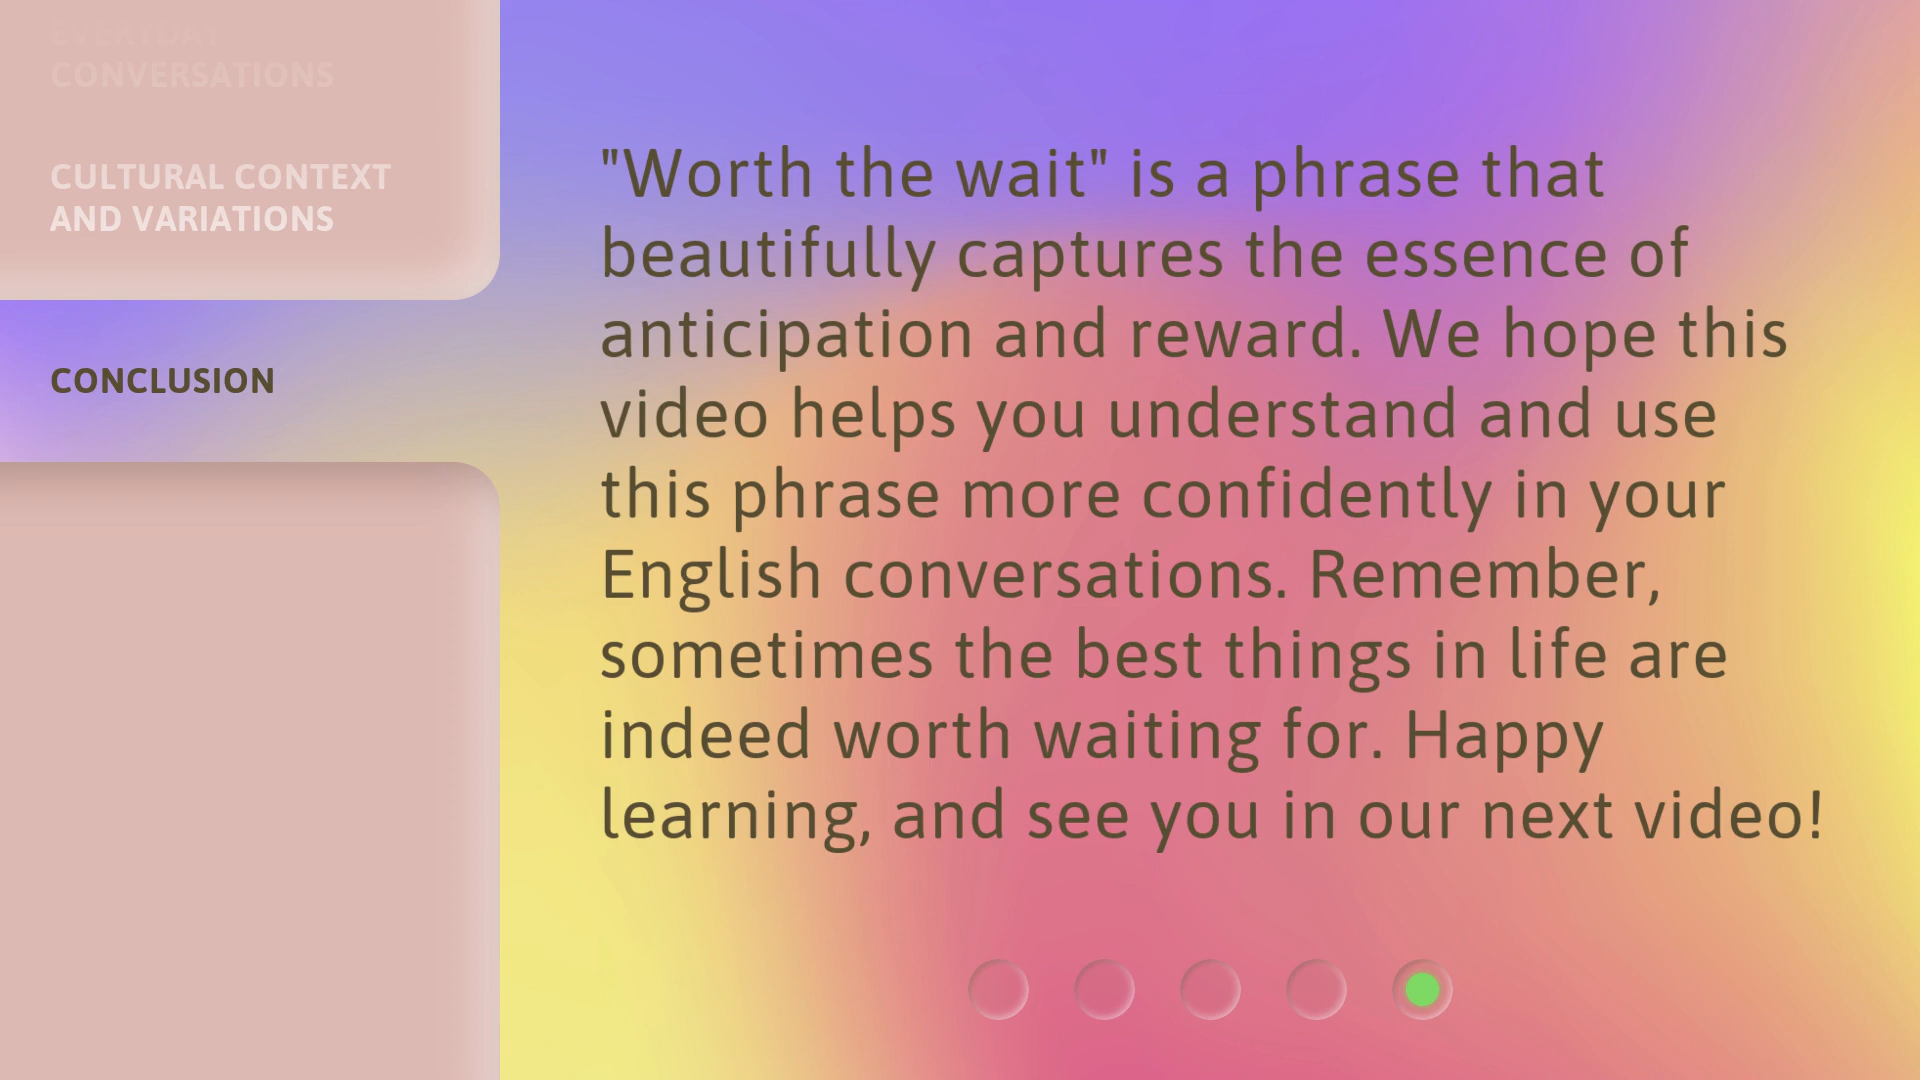 EVERYDAY
CONVERSATIONS
CULTURAL CONTEXT
AND VARIATIONS
CONCLUSION
"Worth the wait" is a phrase that
beautifully captures the essence of
anticipation and reward. We hope this
video helps you understand and use
this phrase more confidently in your
English conversations. Remember,
sometimes the best things in life are
indeed worth waiting for. Happy
learning, and see you in our next video!